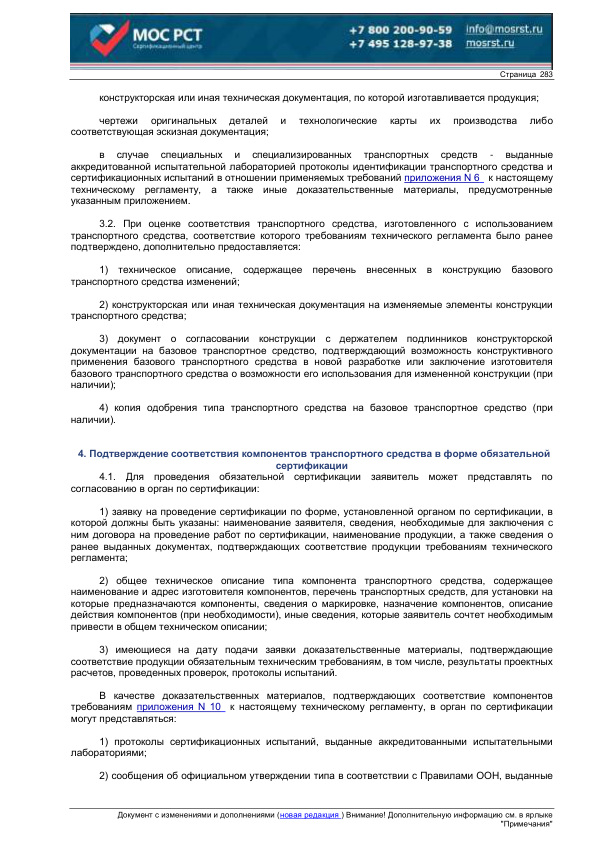 МОС РСТ
Сертификационный центр
+7 800 200-90-59
+7 495 128-97-38
info@mosrst.ru
mosrst.ru
Страница 283
конструкторская или иная техническая документация, по которой изготавливается продукция;
чертежи оригинальных деталей и технологические карты их производства либо
соответствующая эскизная документация;
в случае специальных и специализированных транспортных средств - выданные
аккредитованной испытательной лабораторией протоколы идентификации транспортного средства и
сертификационных испытаний в отношении применяемых требований приложения N 6 к настоящему
техническому регламенту, а также иные доказательственные материалы, предусмотренные
указанным приложением.
3.2. При оценке соответствия транспортного средства, изготовленного с использованием
транспортного средства, соответствие которого требованиям технического регламента было ранее
подтверждено, дополнительно предоставляется:
1) техническое описание, содержащее перечень внесенных в конструкцию базового
транспортного средства изменений;
2) конструкторская или иная техническая документация на изменяемые элементы конструкции
транспортного средства;
3) документ о согласовании конструкции с держателем подлинников конструкторской
документации на базовое транспортное средство, подтверждающий возможность конструктивного
применения базового транспортного средства в новой разработке или заключение изготовителя
базового транспортного средства о возможности его использования для измененной конструкции (при
наличии);
4) копия одобрения типа транспортного средства на базовое транспортное средство (при
наличии).
4. Подтверждение соответствия компонентов транспортного средства в форме обязательной
сертификации
4.1. Для проведения обязательной сертификации заявитель может представлять по
согласованию в орган по сертификации:
1) заявку на проведение сертификации по форме, установленной органом по сертификации, в
которой должны быть указаны: наименование заявителя, сведения, необходимые для заключения с
ним договора на проведение работ по сертификации, наименование продукции, а также сведения о
ранее выданных документах, подтверждающих соответствие продукции требованиям технического
регламента;
2) общее техническое описание типа компонента транспортного средства, содержащее
наименование и адрес изготовителя компонентов, перечень транспортных средств, для установки на
которые предназначаются компоненты, сведения о маркировке, назначение компонентов, описание
действия компонентов (при необходимости), иные сведения, которые заявитель сочтет необходимым
привести в общем техническом описании;
3) имеющиеся на дату подачи заявки доказательственные материалы, подтверждающие
соответствие продукции обязательным техническим требованиям, в том числе, результаты проектных
расчетов, проведенных проверок, протоколы испытаний.
В качестве доказательственных материалов, подтверждающих соответствие компонентов
требованиям приложения N 10 к настоящему техническому регламенту, в орган по сертификации
могут представляться:
1) протоколы сертификационных испытаний, выданные аккредитованными испытательными
лабораториями;
2) сообщения об официальном утверждении типа в соответствии с Правилами ООН, выданные
Документ с изменениями и дополнениями (новая редакция ) Внимание! Дополнительную информацию см. в ярлыке
"Примечания"